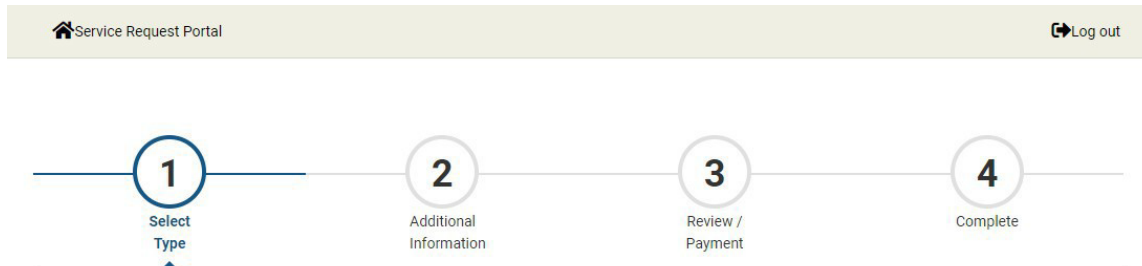 Service Request Portal
Log out
1
2
3
4
Select
Type
Additional
Information
Review /
Payment
Complete